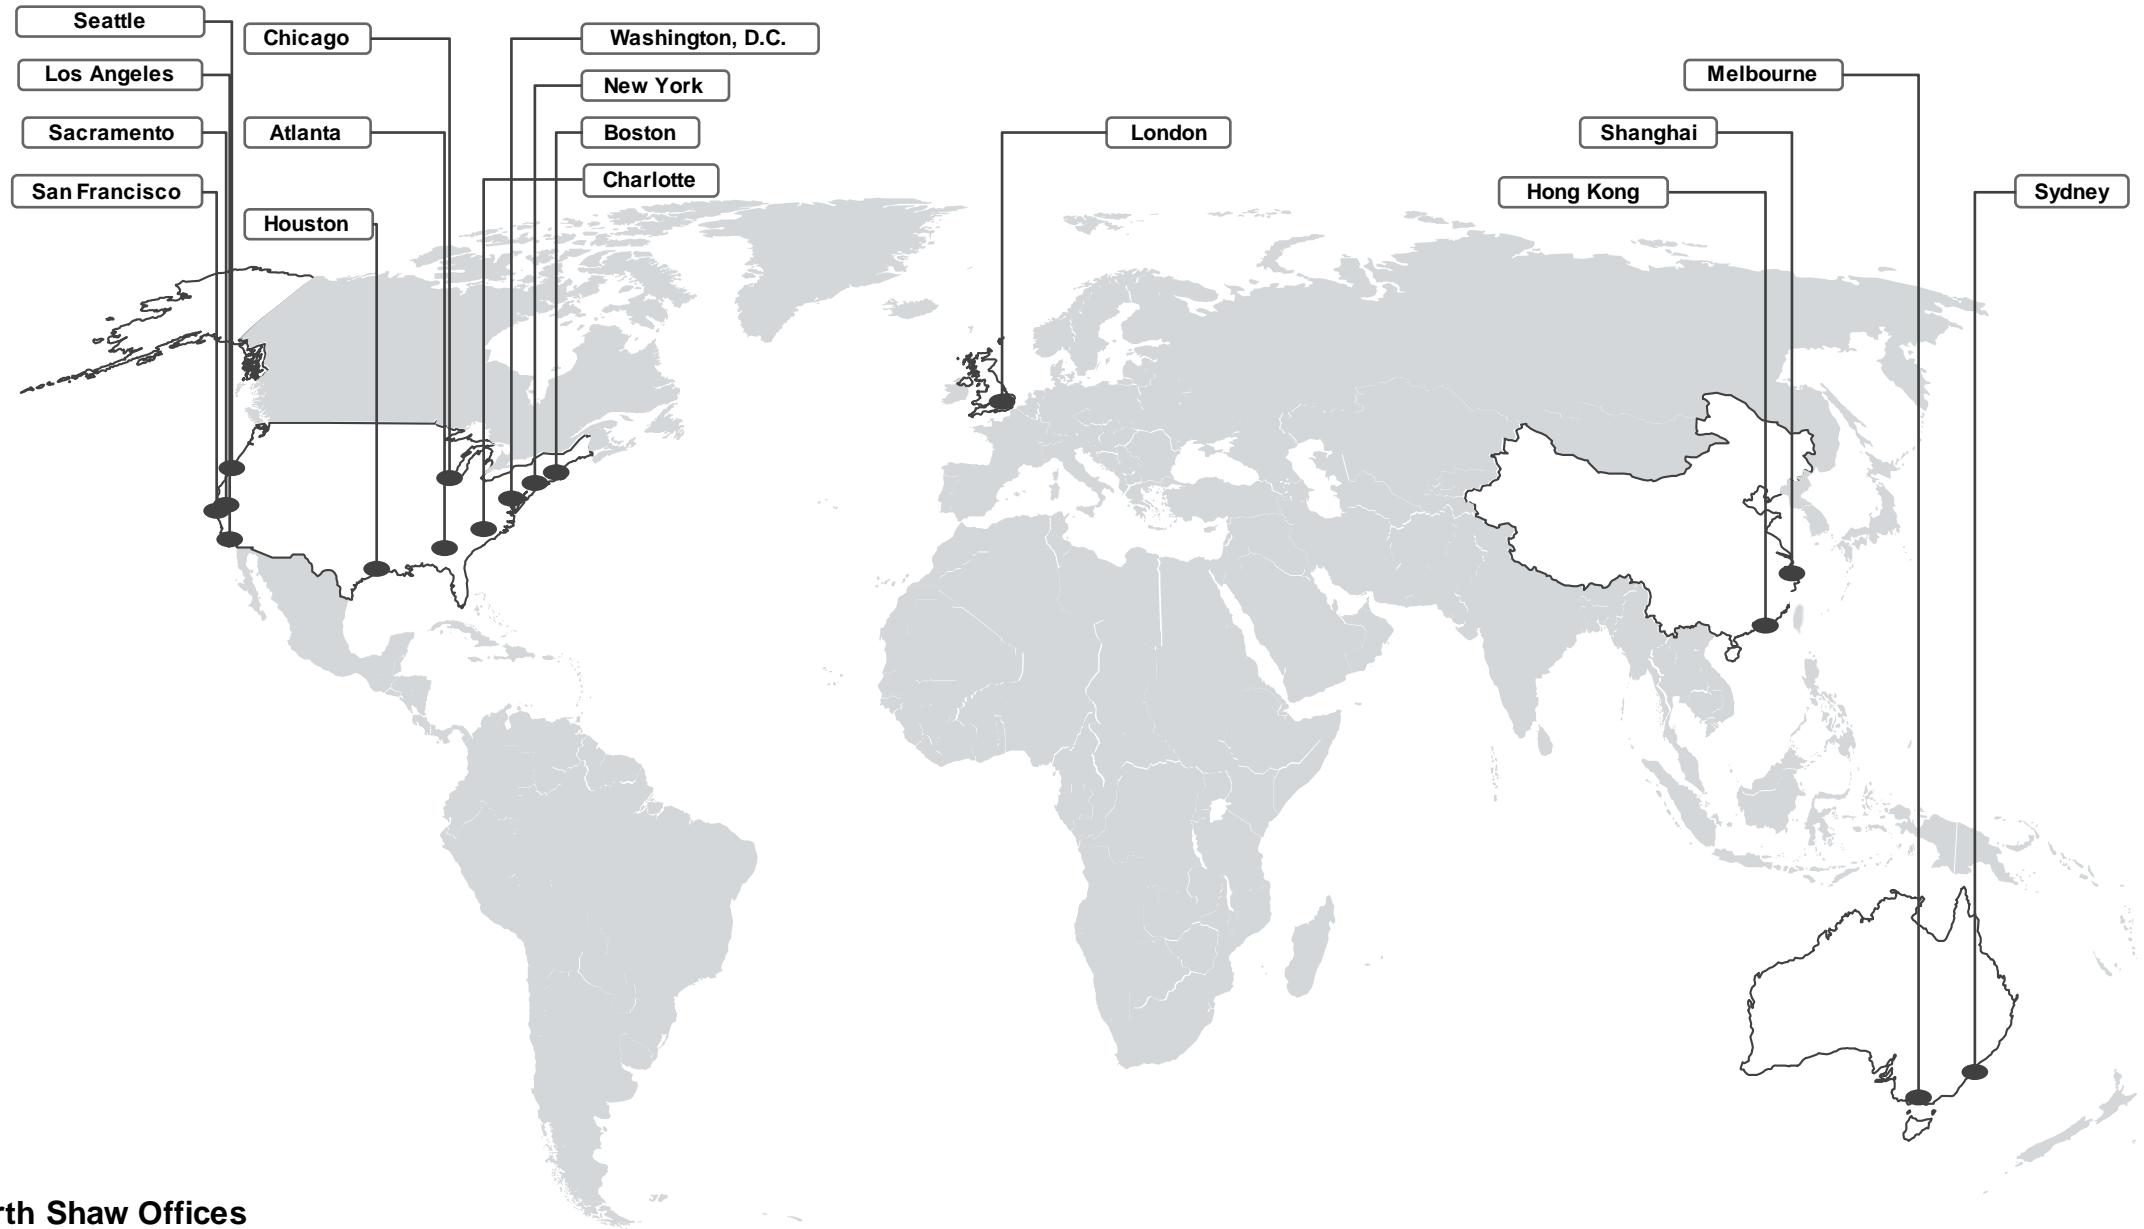 Seattle
Chicago
Washington, D.C.
Los Angeles
New York
Melbourne
Sacramento
Atlanta
Boston
London
Shanghai
San Francisco
Charlotte
Hong Kong
Sydney
Houston
rth Shaw Offices